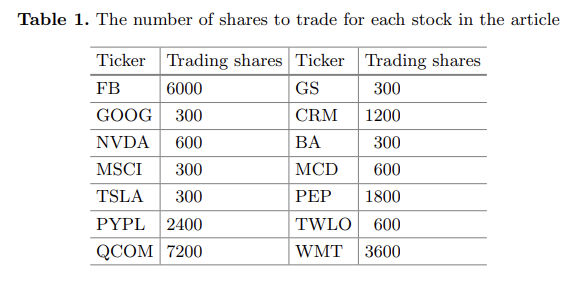 Table 1. The number of shares to trade for each stock in the article
Ticker Trading shares Ticker Trading shares
FB 6000 GS 300
GOOG 300 CRM 1200
NVDA 600 BA 300
MSCI 300 MCD 600
TSLA 300 PEP 1800
PYPL 2400 TWLO 600
QCOM 7200 WMT 3600